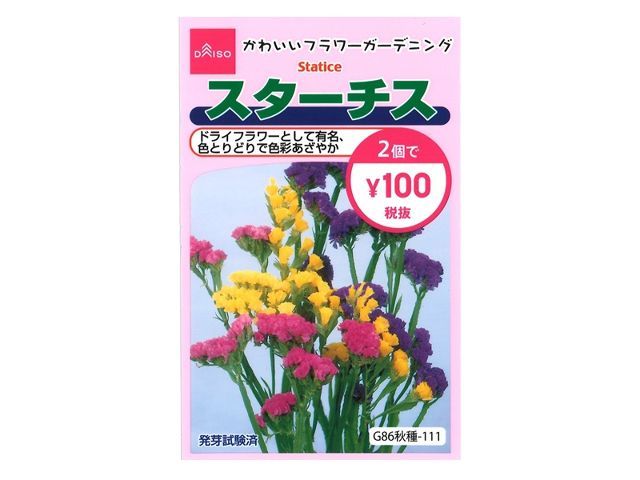 DAISO
かわいいフラワーガーデニング
Statice
スターチス
ドライフラワーとして有名、
色とりどりで色彩あざやか
2個で
¥100
税抜
発芽試験済
G86秋種-111